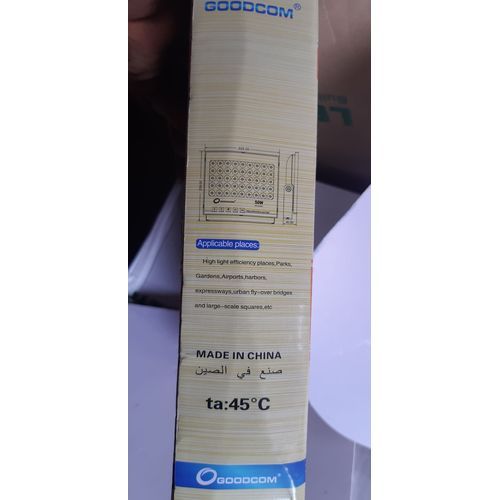 GOODCOM®
50W
Applicable places:
High light efficiency places,Parks,
Gardens,Airports,harbors,
expressways,urban fly-over bridges
and large-scale squares,etc
MADE IN CHINA
صنع في الصين
ta:45°C
GOODCOM®